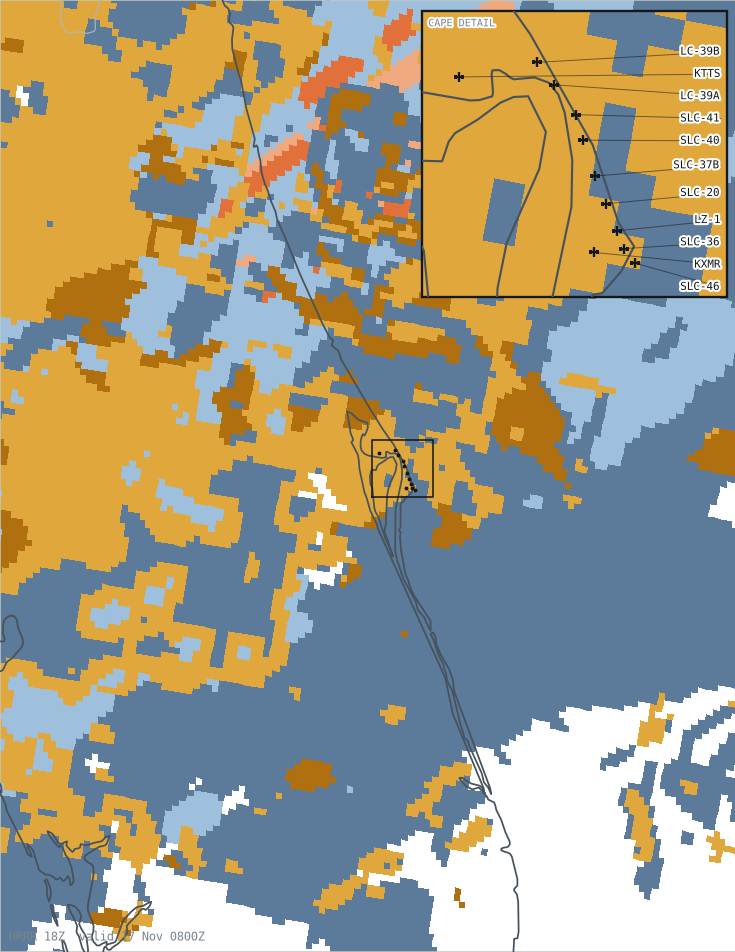 CAPE DETAIL
LC-39B
KTTS
LC-39A
SLC-41
SLC-40
SLC-37B
SLC-20
LZ-1
SLC-36
KXMR
SLC-46
18Z valid Nov 0800Z